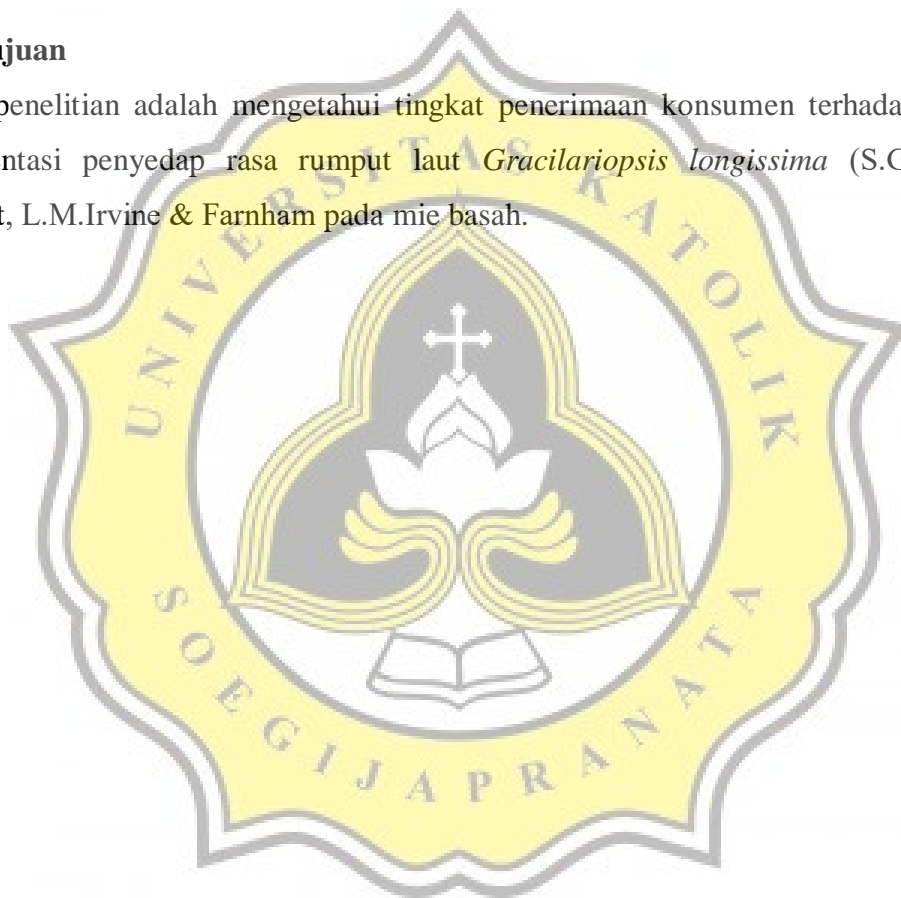 ujuan
penelitian adalah mengetahui tingkat penerimaan konsumen terhada
ntasi penyedap rasa rumput laut Gracilariopsis longissima (S.G
t, L.M.Irvine & Farnham pada mie basah.
UNIVERSITAS KATOLIK
SOEGIJAPRANATA